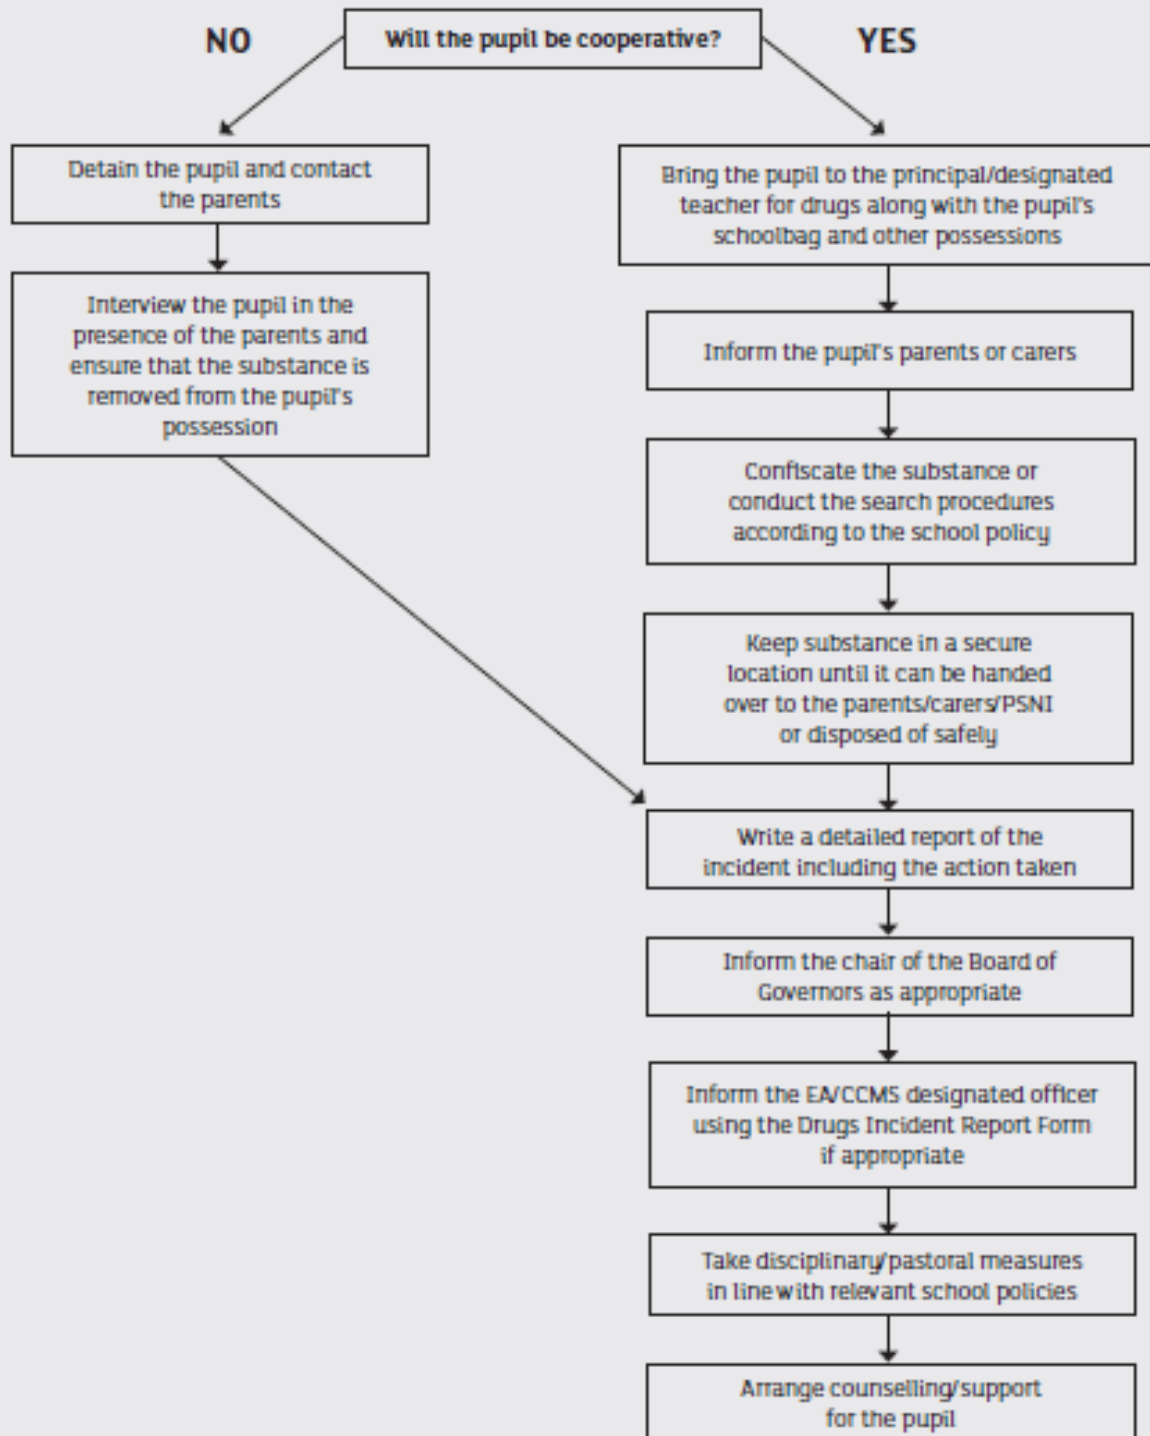 NO
Will the pupil be cooperative?
YES
Detain the pupil and contact
the parents
Interview the pupil in the
presence of the parents and
ensure that the substance is
removed from the pupil's
possession
Bring the pupil to the principal/designated
teacher for drugs along with the pupil's
schoolbag and other possessions
Inform the pupil's parents or carers
Confiscate the substance or
conduct the search procedures
according to the school policy
Keep substance in a secure
location until it can be handed
over to the parents/carers/PSNI
or disposed of safely
Write a detailed report of the
incident including the action taken
Inform the chair of the Board of
Governors as appropriate
Inform the EA/CCMS designated officer
using the Drugs Incident Report Form
if appropriate
Take disciplinary/pastoral measures
in line with relevant school policies
Arrange counselling/support
for the pupil